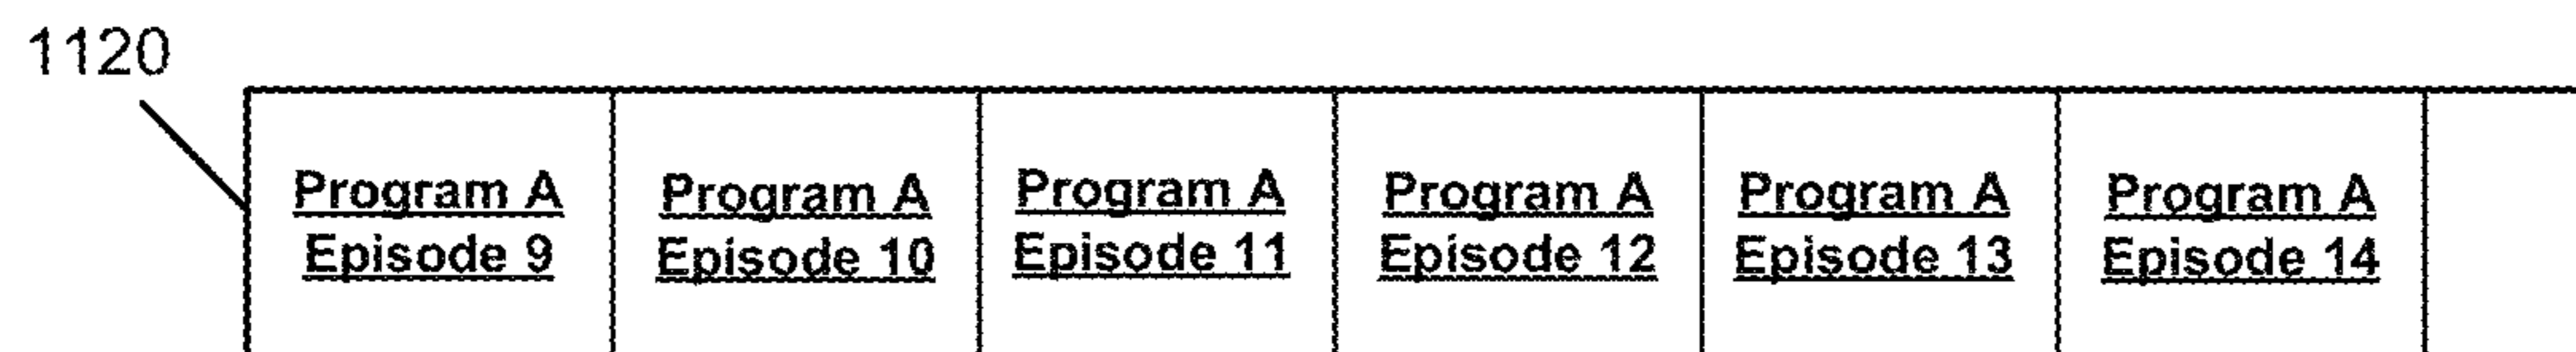 1120
Program A
Episode 9
Program A
Episode 10
Program A
Episode 11
Program A
Episode 12
Program A
Episode 13
Program A
Episode 14